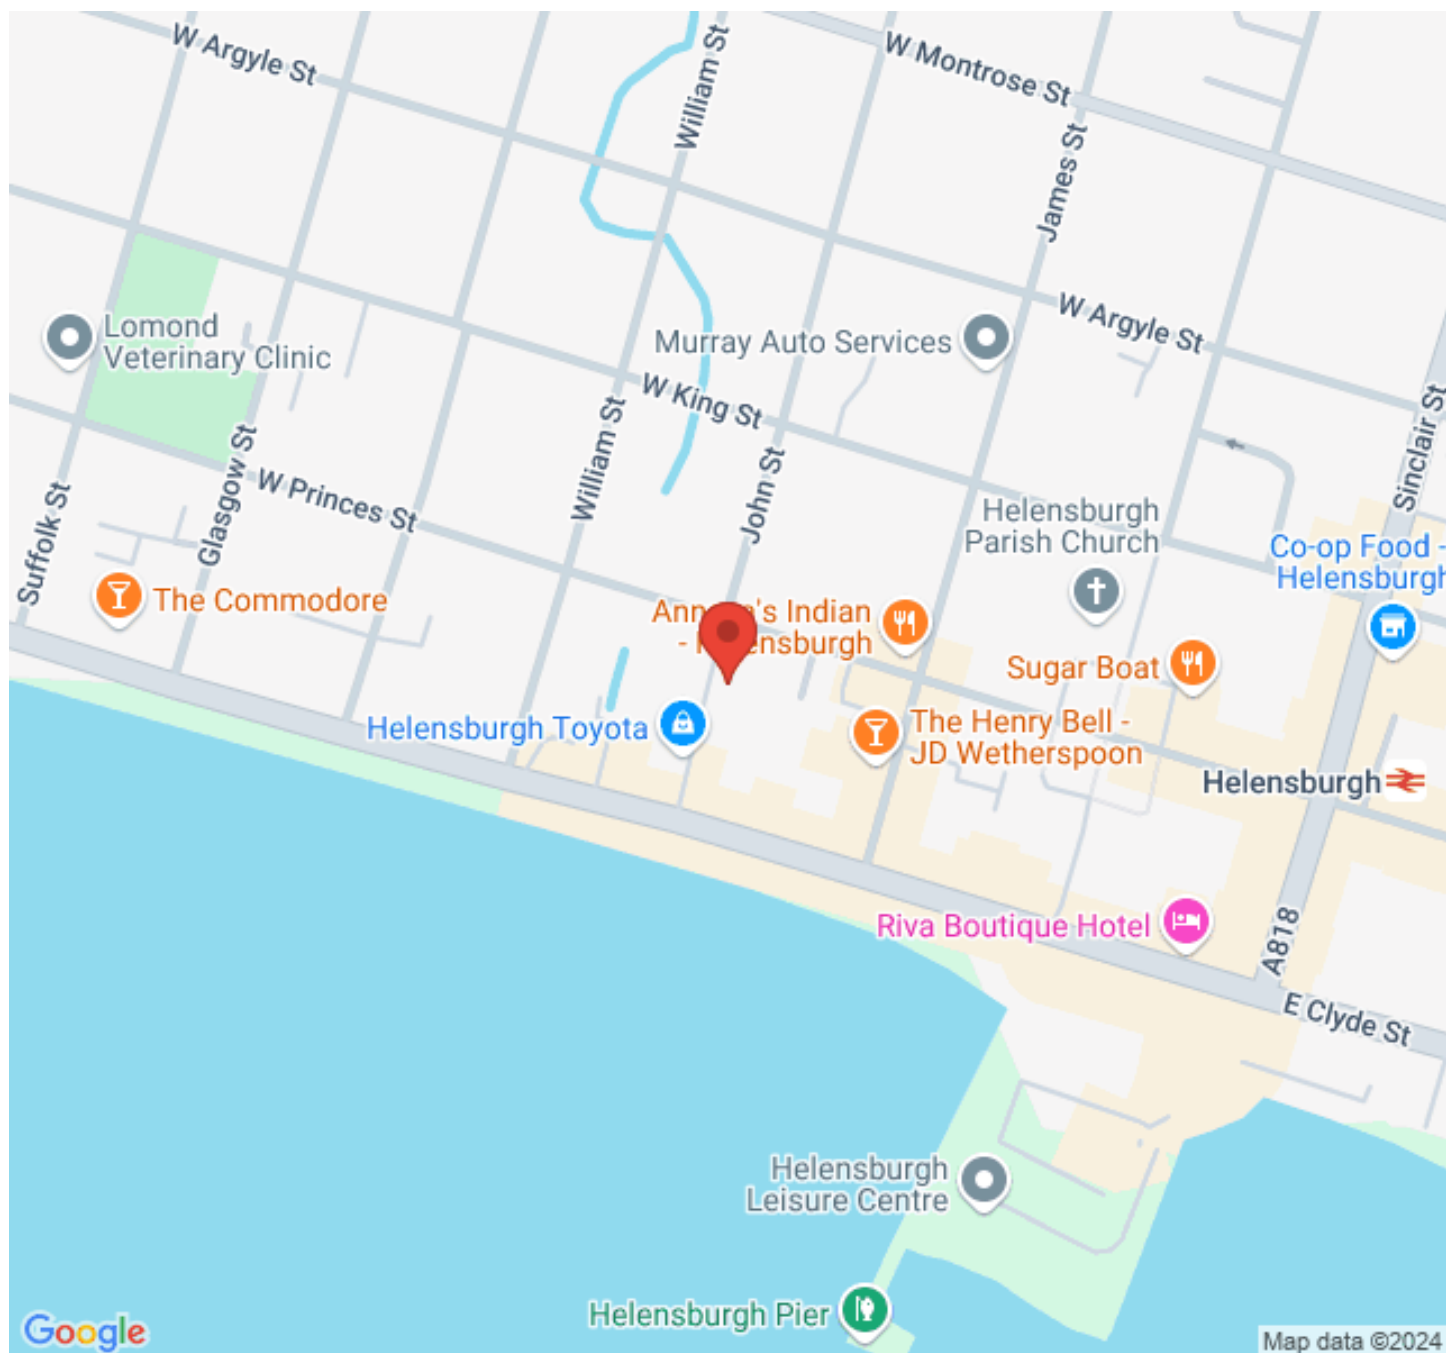 W Argyle St
William St
W Montrose St
James St
Lomond
Veterinary Clinic
Murray Auto Services
W Argyle St
W King St
Sinclair St
Glasgow St
William St
John St
W Princes St
Suffolk St
Helensburgh
Parish Church
Co-op Food -
Helensburgh
The Commodore
Indian
-
Sugar Boat
Helensburgh Toyota
The Henry Bell -
JD Wetherspoon
Helensburgh
Riva Boutique Hotel
A818
E Clyde St
Helensburgh
Leisure Centre
Helensburgh Pier
Google
Map data ©2024